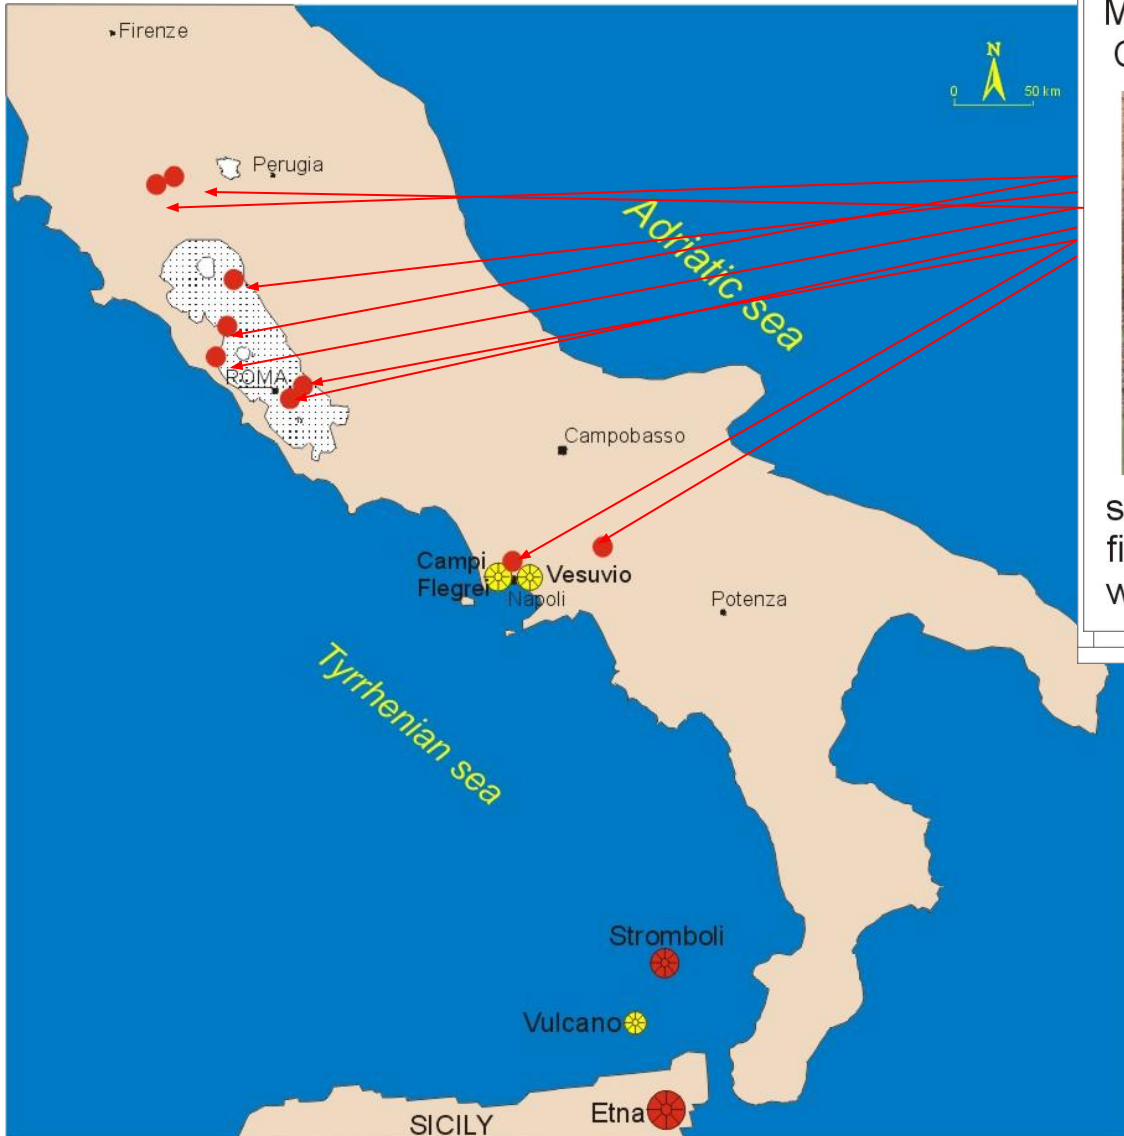 Firenze
N
0 50 km
Perugia
Adriatic sea
ROMA
Campobasso
Campi
Flegrei
Vesuvio
Napoli
Potenza
Tyrrhenian sea
Stromboli
Vulcano
Etna
SICILY